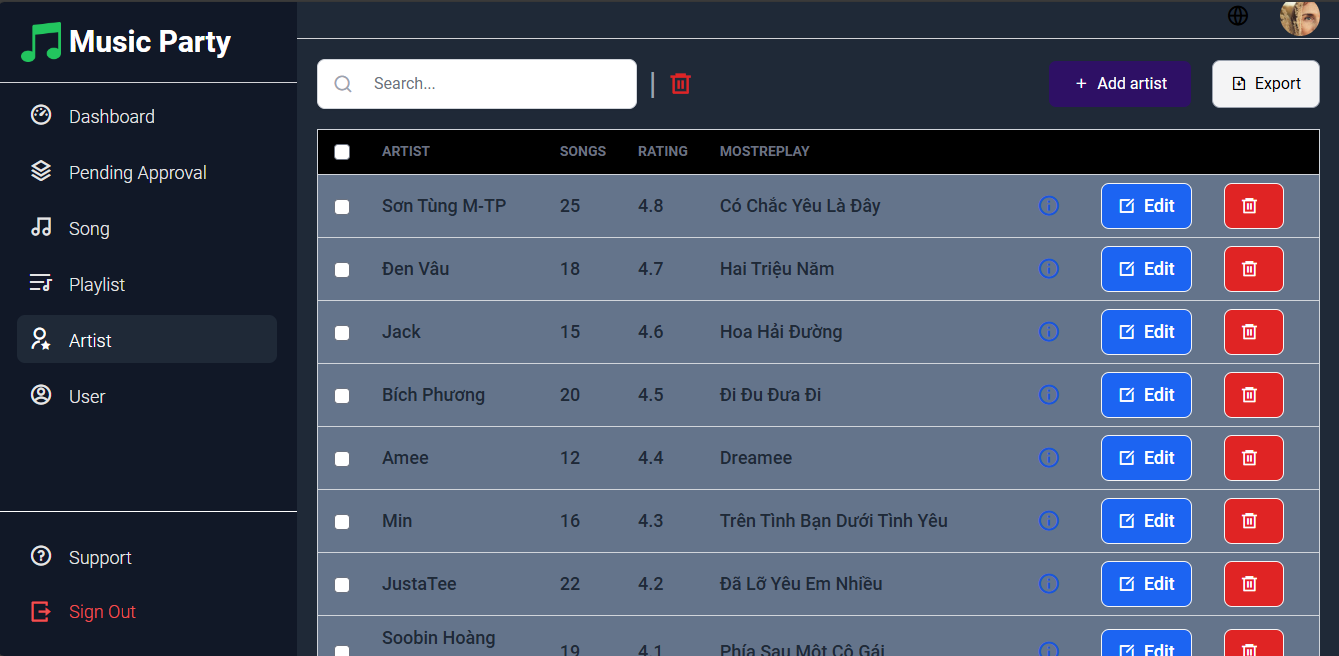 Music Party
Dashboard
Pending Approval
Song
Playlist
Artist
User
Support
Sign Out
Search...
+ Add artist
Export
ARTIST SONGS RATING MOSTREPLAY
Sơn Tùng M-TP 25 4.8 Có Chắc Yêu Là Đây Edit
Đen Vâu 18 4.7 Hai Triệu Năm Edit
Jack 15 4.6 Hoa Hải Đường Edit
Bích Phương 20 4.5 Đi Đu Đưa Đi Edit
Amee 12 4.4 Dreamee Edit
Min 16 4.3 Trên Tình Bạn Dưới Tình Yêu Edit
JustaTee 22 4.2 Đã Lỡ Yêu Em Nhiều Edit
Soobin Hoàng
19 4.1 Phía Sau Một Cô Gái Edit